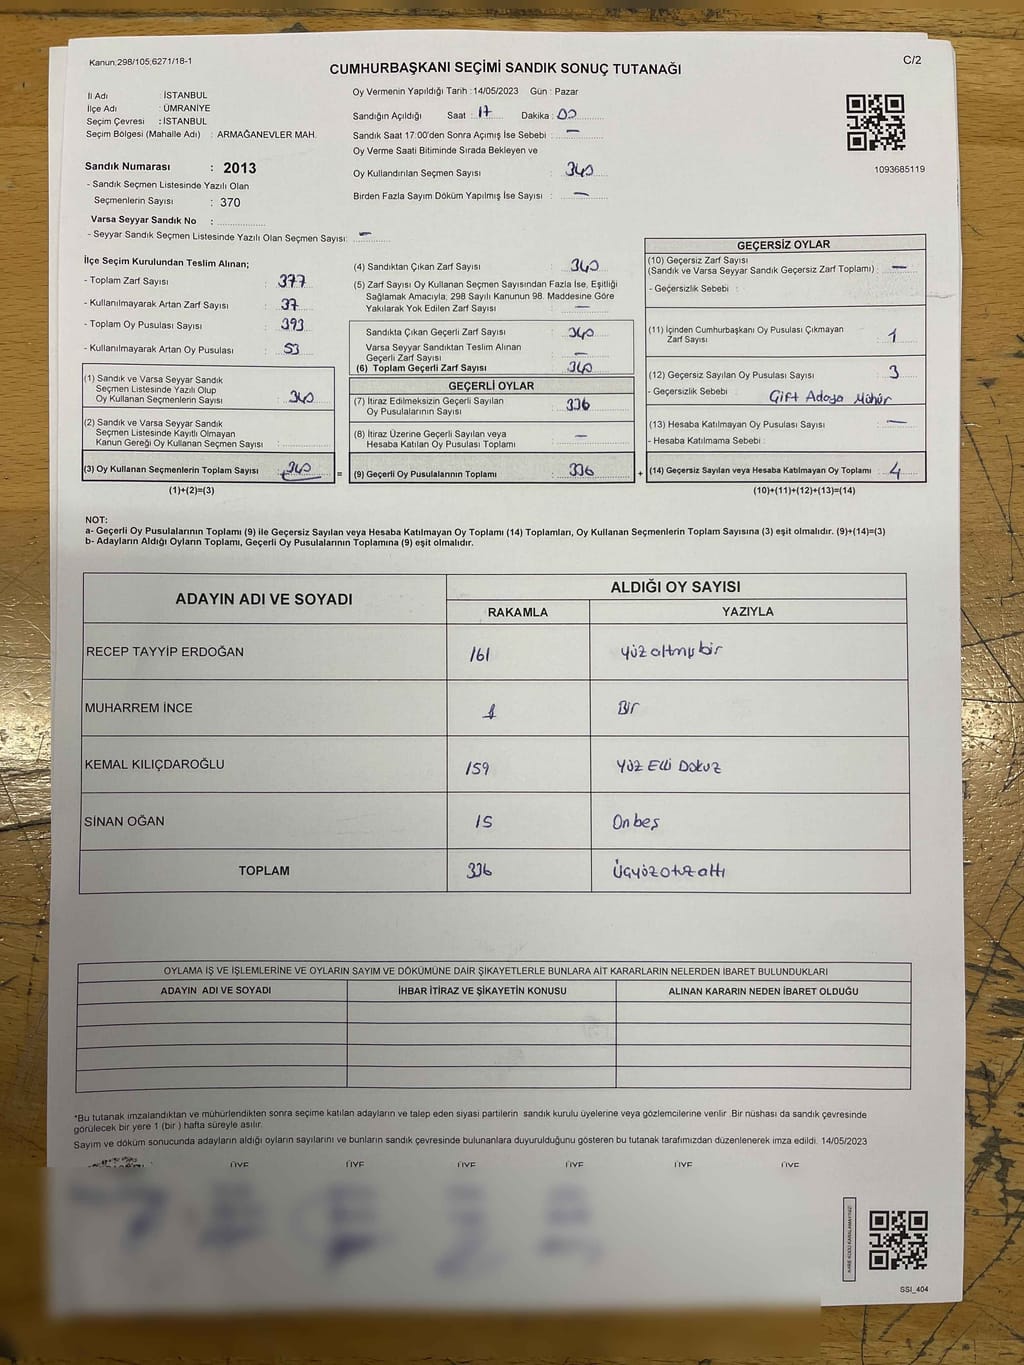 Kanun,298/105;6271/18-1
C/2
CUMHURBAŞKANI SEÇİMİ SANDIK SONUÇ TUTANAĞI
İl Adı : İSTANBUL
İlçe Adı : ÜMRANİYE
Seçim Çevresi : İSTANBUL
Seçim Bölgesi (Mahalle Adı) : ARMAĞANEVLER MAH.
Sandık Numarası : 2013
- Sandık Seçmen Listesinde Yazılı Olan
Seçmenlerin Sayısı : 370
Varsa Seyyar Sandık No :
- Seyyar Sandık Seçmen Listesinde Yazılı Olan Seçmen Sayısı: —
Oy Vermenin Yapıldığı Tarih : 14/05/2023 Gün : Pazar
Sandığın Açıldığı Saat : 17 Dakika : 00
Sandık Saat 17:00'den Sonra Açımış İse Sebebi : —
Oy Verme Saati Bitiminde Sırada Bekleyen ve
Oy Kullandırılan Seçmen Sayısı : 340
Birden Fazla Sayım Döküm Yapılmış İse Sayısı : —
1093685119
İlçe Seçim Kurulundan Teslim Alınan;
- Toplam Zarf Sayısı : 377
- Kullanılmayarak Artan Zarf Sayısı : 37
- Toplam Oy Pusulası Sayısı : 393
- Kullanılmayarak Artan Oy Pusulası : 53
(1) Sandık ve Varsa Seyyar Sandık
Seçmen Listesinde Yazılı Olup
Oy Kullanan Seçmenlerin Sayısı : 340
(2) Sandık ve Varsa Seyyar Sandık
Seçmen Listesinde Kayıtlı Olmayan
Kanun Gereği Oy Kullanan Seçmen Sayısı :
(3) Oy Kullanan Seçmenlerin Toplam Sayısı : 340 =
(1)+(2)=(3)
(4) Sandıktan Çıkan Zarf Sayısı : 340
(5) Zarf Sayısı Oy Kullanan Seçmen Sayısından Fazla İse, Eşitliği
Sağlamak Amacıyla, 298 Sayılı Kanunun 98. Maddesine Göre
Yakılarak Yok Edilen Zarf Sayısı : —
Sandıkta Çıkan Geçerli Zarf Sayısı : 340
Varsa Seyyar Sandıktan Teslim Alınan
Geçerli Zarf Sayısı : —
(6) Toplam Geçerli Zarf Sayısı : 340
GEÇERLİ OYLAR
(7) İtiraz Edilmeksizin Geçerli Sayılan
Oy Pusulalarının Sayısı : 336
(8) İtiraz Üzerine Geçerli Sayılan veya
Hesaba Katılan Oy Pusulası Toplamı : —
(9) Geçerli Oy Pusulalarının Toplamı : 336 +
GEÇERSİZ OYLAR
(10) Geçersiz Zarf Sayısı
(Sandık ve Varsa Seyyar Sandık Geçersiz Zarf Toplamı) : —
- Geçersizlik Sebebi :
(11) İçinden Cumhurbaşkanı Oy Pusulası Çıkmayan
Zarf Sayısı : 1
(12) Geçersiz Sayılan Oy Pusulası Sayısı : 3
- Geçersizlik Sebebi : Çift Adaya Mühür
(13) Hesaba Katılmayan Oy Pusulası Sayısı : —
- Hesaba Katılmama Sebebi :
(14) Geçersiz Sayılan veya Hesaba Katılmayan Oy Toplamı : 4
(10)+(11)+(12)+(13)=(14)
NOT:
a- Geçerli Oy Pusulalarının Toplamı (9) ile Geçersiz Sayılan veya Hesaba Katılmayan Oy Toplamı (14) Toplamları, Oy Kullanan Seçmenlerin Toplam Sayısına (3) eşit olmalıdır. (9)+(14)=(3)
b- Adayların Aldığı Oyların Toplamı, Geçerli Oy Pusulalarının Toplamına (9) eşit olmalıdır.
ADAYIN ADI VE SOYADI
ALDIĞI OY SAYISI
RAKAMLA YAZIYLA
RECEP TAYYİP ERDOĞAN 161 Yüz altmış bir
MUHARREM İNCE 1 Bir
KEMAL KILIÇDAROĞLU 159 Yüz Elli Dokuz
SİNAN OĞAN 15 On beş
TOPLAM 336 Üçyüz otuz altı
OYLAMA İŞ VE İŞLEMLERİNE VE OYLARIN SAYIM VE DÖKÜMÜNE DAİR ŞİKAYETLERLE BUNLARA AİT KARARLARIN NELERDEN İBARET BULUNDUKLARI
ADAYIN ADI VE SOYADI İHBAR İTİRAZ VE ŞİKAYETİN KONUSU ALINAN KARARIN NEDEN İBARET OLDUĞU
*Bu tutanak imzalandıktan ve mühürlendikten sonra seçime katılan adayların ve talep eden siyasi partilerin sandık kurulu üyelerine veya gözlemcilerine verilir .Bir nüshası da sandık çevresinde
görülecek bir yere 1 (bir ) hafta süreyle asılır.
Sayım ve döküm sonucunda adayların aldığı oyların sayılarını ve bunların sandık çevresinde bulunanlara duyurulduğunu gösteren bu tutanak tarafımızdan düzenlenerek imza edildi. 14/05/2023
ÜYE ÜYE ÜYE ÜYE ÜYE ÜYE
KARE KODU KARALAMAYINIZ!
SSI_404